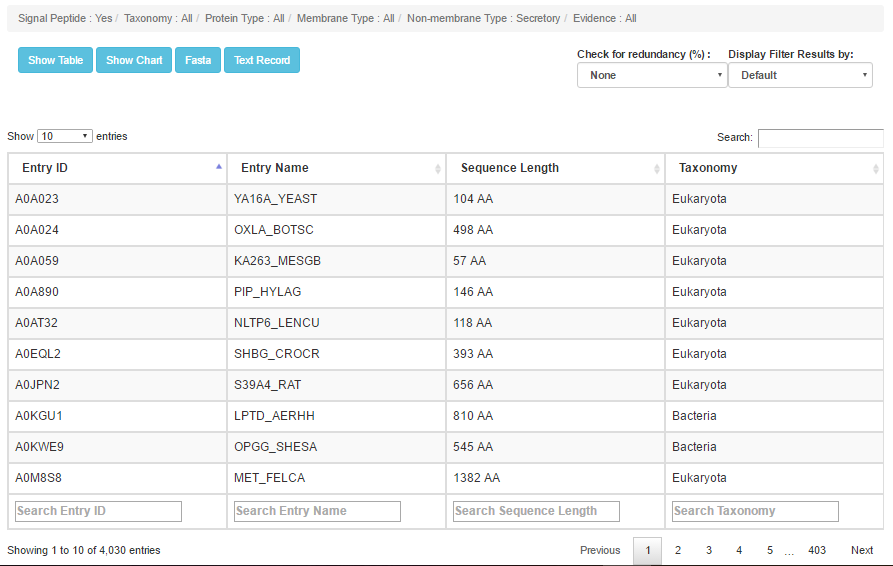 Signal Peptide : Yes / Taxonomy : All / Protein Type : All / Membrane Type : All / Non-membrane Type : Secretory / Evidence : All
Show Table Show Chart Fasta Text Record
Check for redundancy (%) : Display Filter Results by:
None Default
Show 10 entries Search:
Entry ID Entry Name Sequence Length Taxonomy
A0A023 YA16A_YEAST 104 AA Eukaryota
A0A024 OXLA_BOTSC 498 AA Eukaryota
A0A059 KA263_MESGB 57 AA Eukaryota
A0A890 PIP_HYLAG 146 AA Eukaryota
A0AT32 NLTP6_LENCU 118 AA Eukaryota
A0EQL2 SHBG_CROCR 393 AA Eukaryota
A0JPN2 S39A4_RAT 656 AA Eukaryota
A0KGU1 LPTD_AERHH 810 AA Bacteria
A0KWE9 OPGG_SHESA 545 AA Bacteria
A0M8S8 MET_FELCA 1382 AA Eukaryota
Search Entry ID Search Entry Name Search Sequence Length Search Taxonomy
Showing 1 to 10 of 4,030 entries Previous 1 2 3 4 5 ... 403 Next